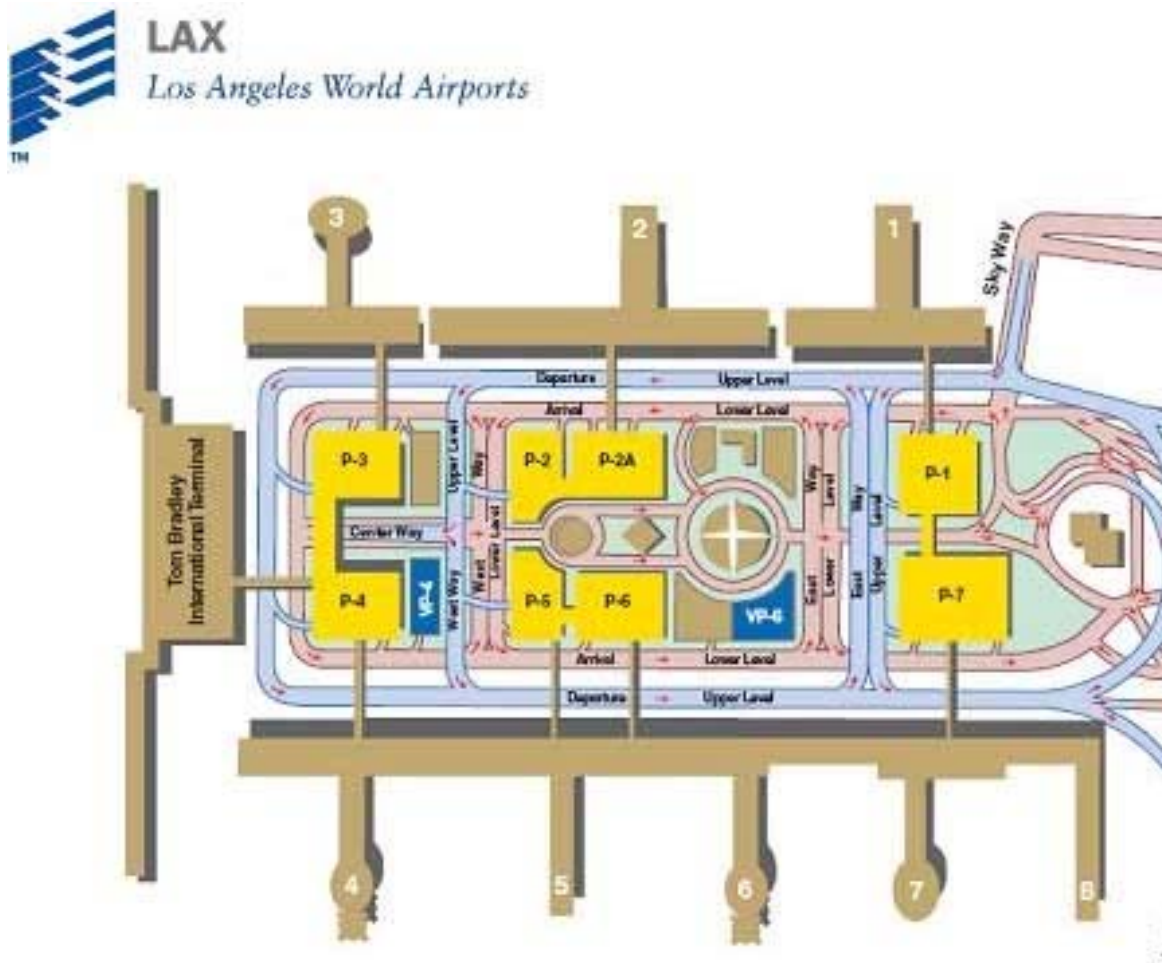 LAX
Los Angeles World Airports
TM
3
2
1
Sky Way
Departure
Upper Level
Arrival
Lower Level
Tom Bradley
International Terminal
P-3
Upper Level
Way
P-2
P-2A
Way
Level
Way
Level
P-1
Center Way
Lower Level
P-4
VP-4
West Way
West
P-5
P-6
VP-6
East
Lower
East
Upper
P-7
Arrival
Lower Level
Departure
Upper Level
4
5
6
7
8